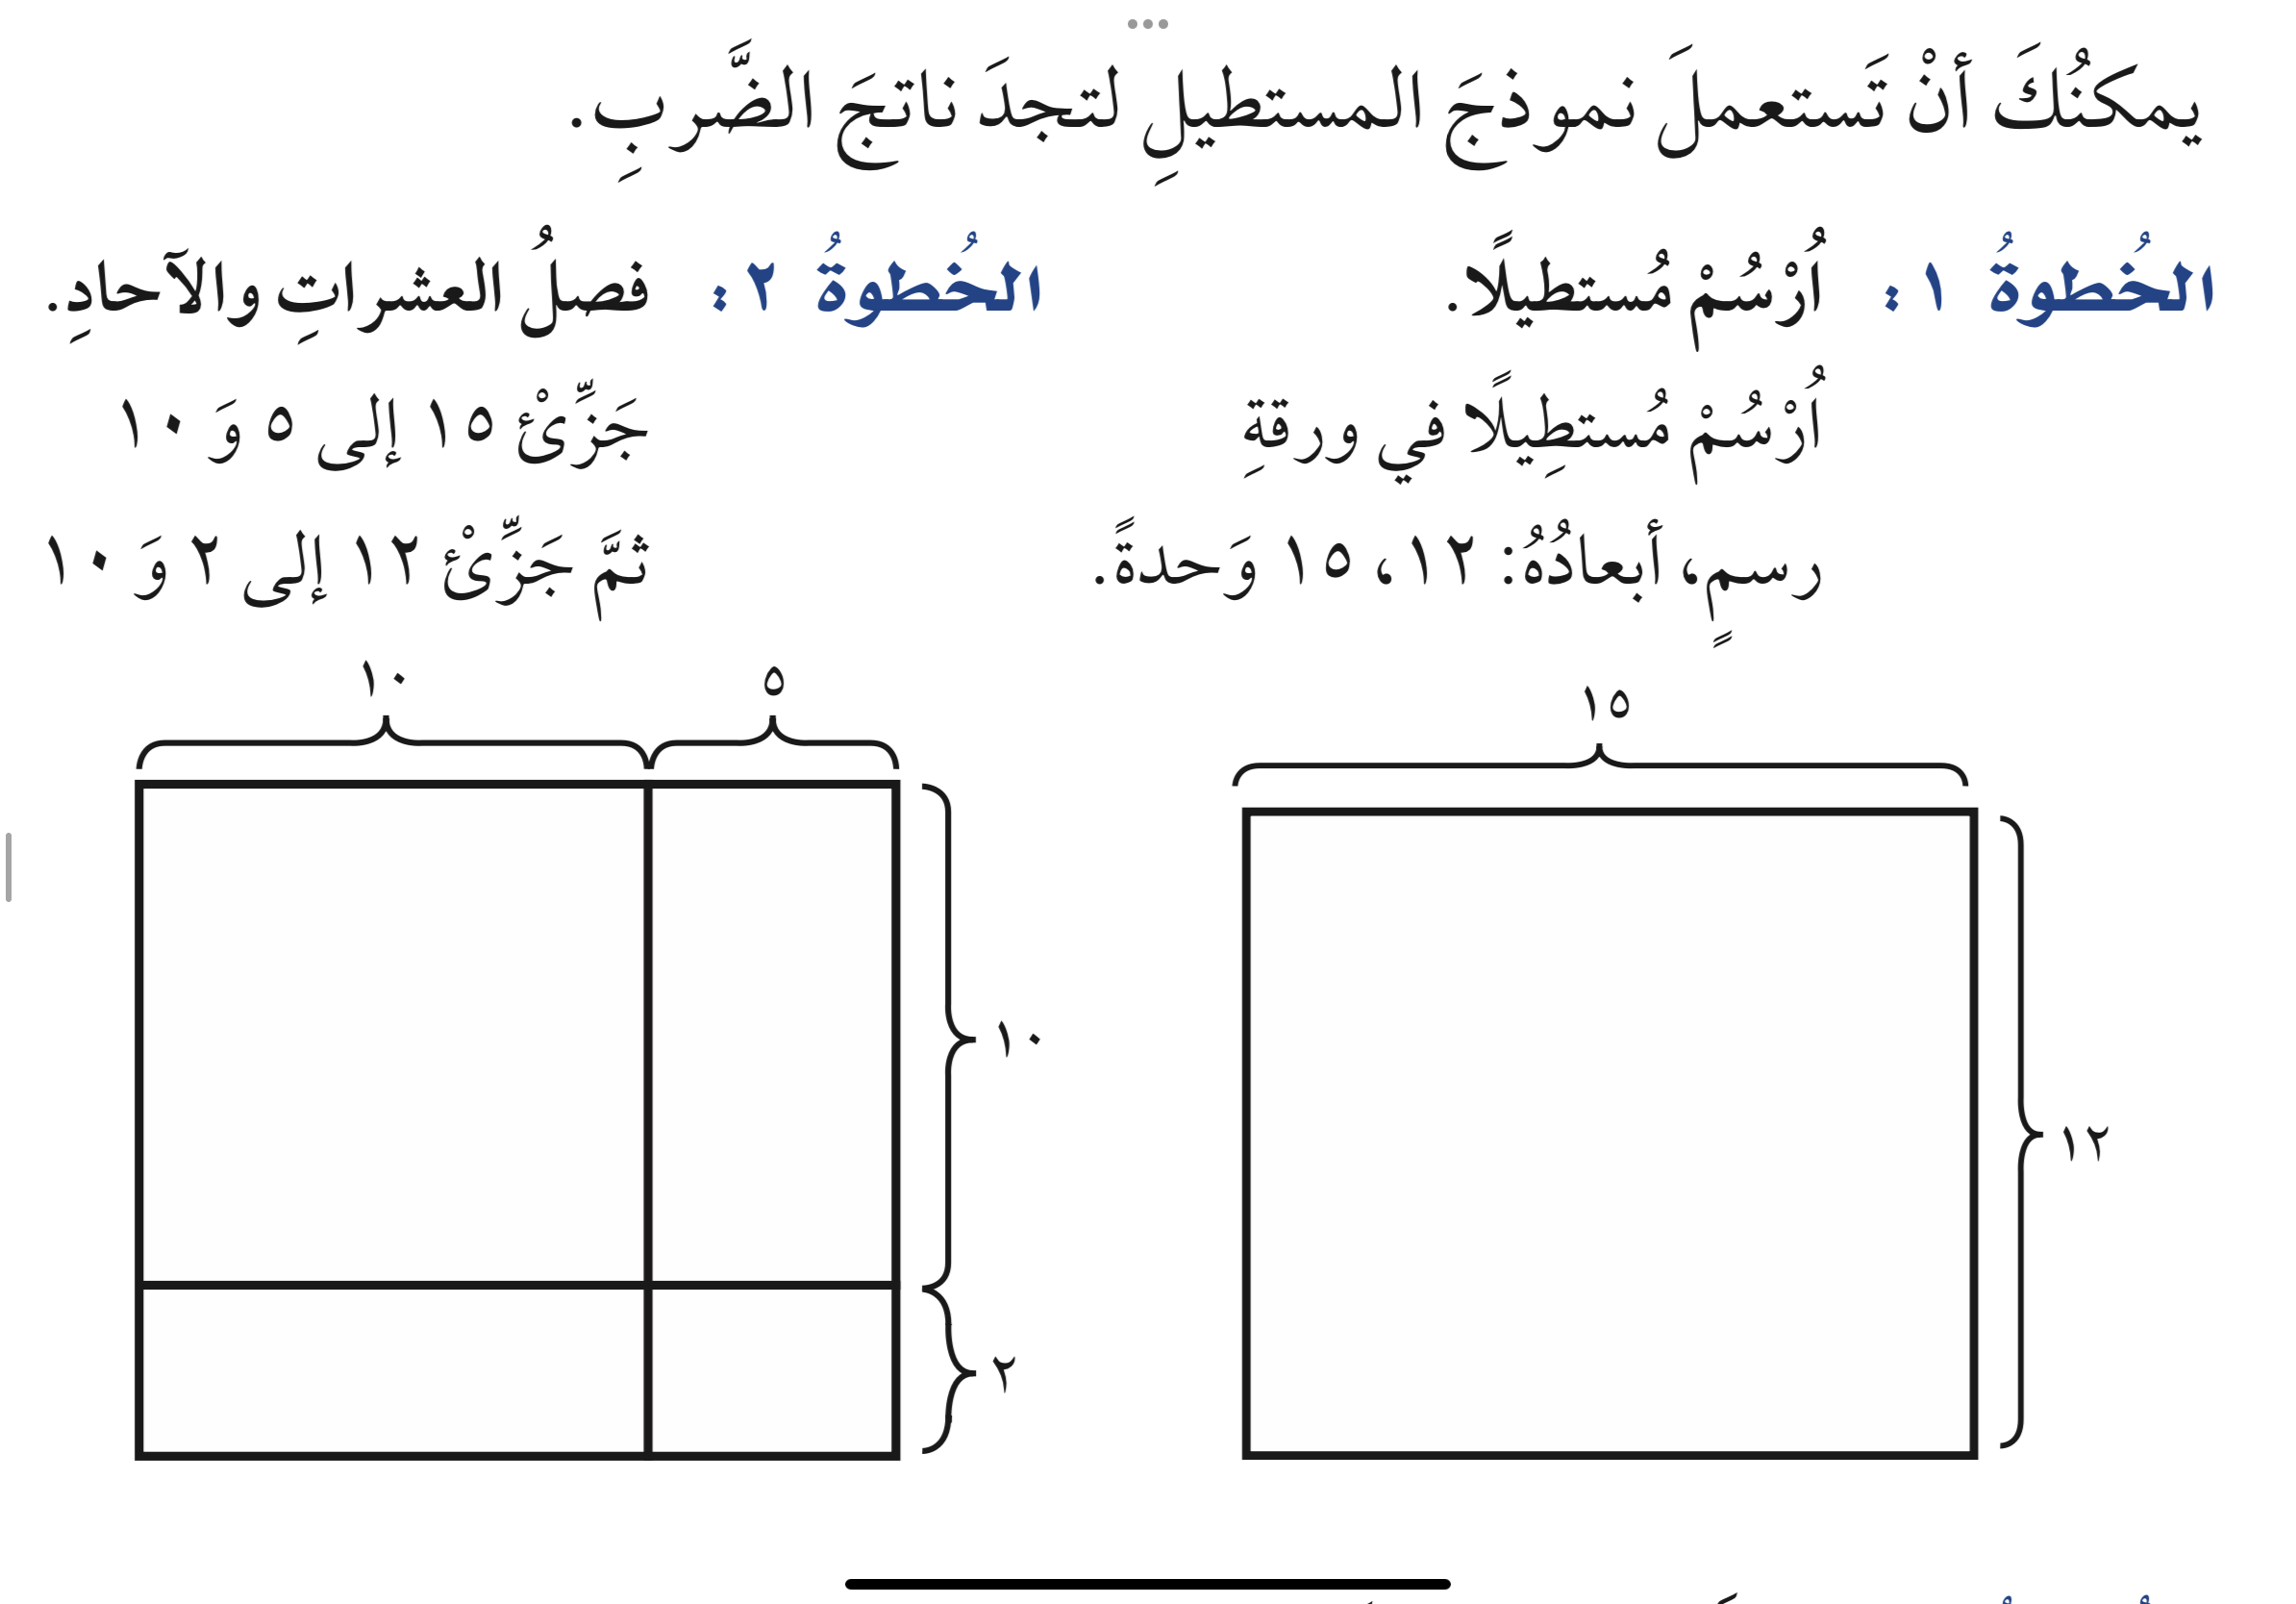 يمكنُكَ أنْ تَستعملَ نموذجَ المستطيلِ لتجدَ ناتجَ الضَّربِ.
الخُطوةُ ١: اُرْسُمْ مُستطيلًا.
اُرْسُمْ مُستطِيلًا في ورقةِ
رسمٍ، أبعادُهُ: ١٢، ١٥ وَحدةً.
١٥
١٢
الخُطوةُ ٢: فصلُ العشراتِ والآحادِ.
جَزِّئْ ١٥ إلى ٥ وَ ١٠
ثمَّ جَزِّئْ ١٢ إلى ٢ وَ ١٠
٥ ١٠
١٠
٢